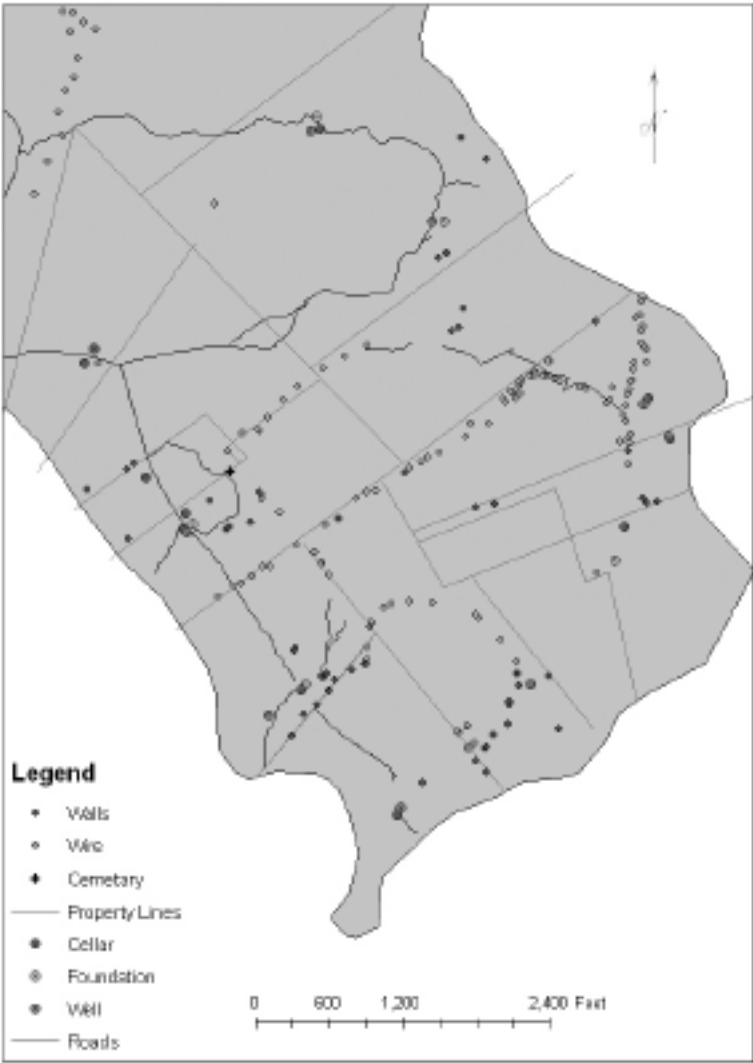 N
Legend
Walls
Wire
Cemetary
Property Lines
Cellar
Foundation
Well
Roads
0 600 1,200 2,400 Feet